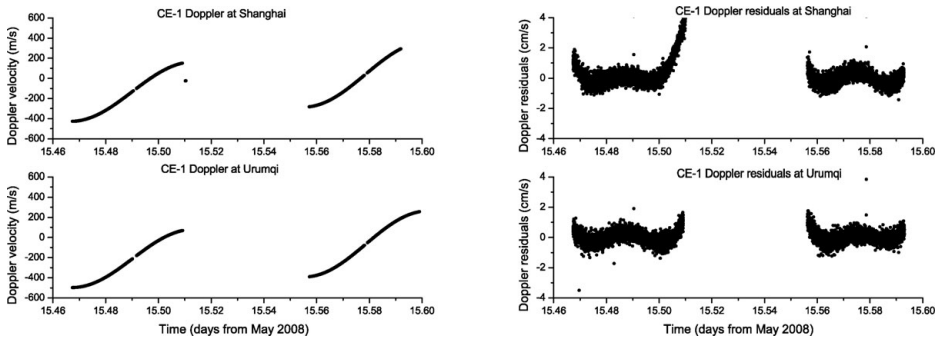 CE-1 Doppler at Shanghai
Doppler velocity (m/s)
600
400
200
0
-200
-400
-600
15.46 15.48 15.50 15.52 15.54 15.56 15.58 15.60
CE-1 Doppler at Urumqi
Doppler velocity (m/s)
600
400
200
0
-200
-400
-600
15.46 15.48 15.50 15.52 15.54 15.56 15.58 15.60
Time (days from May 2008)
CE-1 Doppler residuals at Shanghai
Doppler residuals (cm/s)
4
2
0
-2
-4
15.46 15.48 15.50 15.52 15.54 15.56 15.58 15.60
CE-1 Doppler residuals at Urumqi
Doppler residuals (cm/s)
4
2
0
-2
-4
15.46 15.48 15.50 15.52 15.54 15.56 15.58 15.60
Time (days from May 2008)